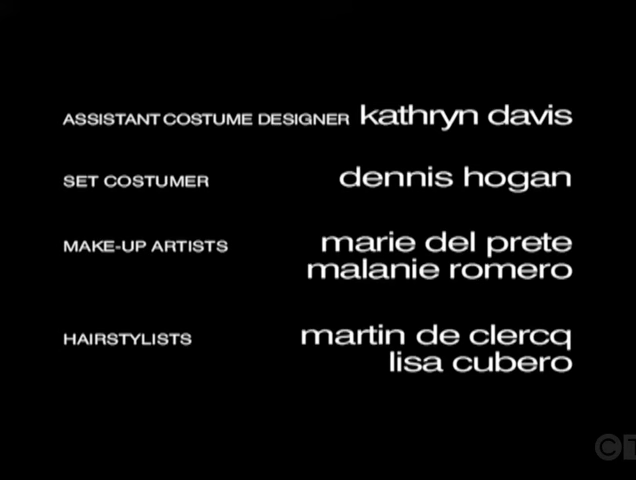 ASSISTANT COSTUME DESIGNER kathryn davis
SET COSTUMER dennis hogan
MAKE-UP ARTISTS marie del prete
malanie romero
HAIRSTYLISTS martin de clercq
lisa cubero